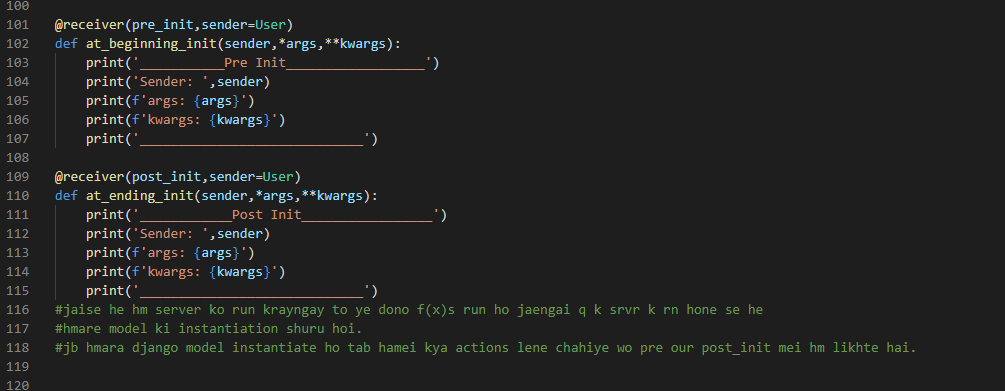 100
101 @receiver(pre_init,sender=User)
102 def at_beginning_init(sender,*args,**kwargs):
103     print('___________Pre Init__________________')
104     print('Sender: ',sender)
105     print(f'args: {args}')
106     print(f'kwargs: {kwargs}')
107     print('_____________________________')
108
109 @receiver(post_init,sender=User)
110 def at_ending_init(sender,*args,**kwargs):
111     print('____________Post Init_________________')
112     print('Sender: ',sender)
113     print(f'args: {args}')
114     print(f'kwargs: {kwargs}')
115     print('_____________________________')
116 #jaise he hm server ko run krayngay to ye dono f(x)s run ho jaengai q k srvr k rn hone se he
117 #hmare model ki instantiation shuru hoi.
118 #jb hmara django model instantiate ho tab hamei kya actions lene chahiye wo pre our post_init mei hm likhte hai.
119
120